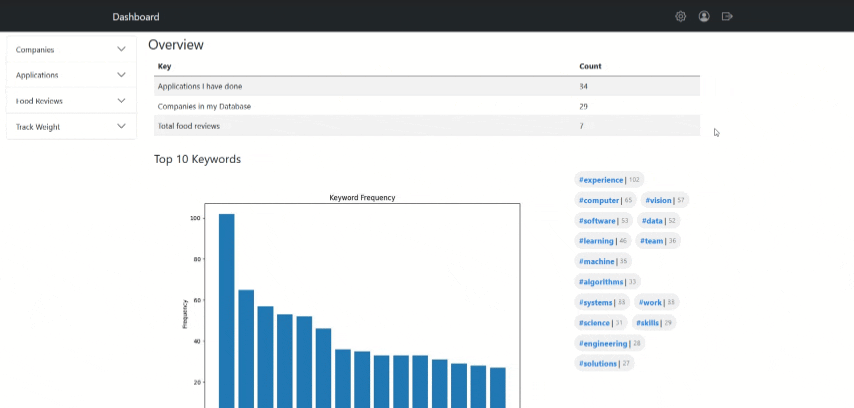 Dashboard
Companies
Applications
Food Reviews
Track Weight
Overview
Key Count
Applications I have done 34
Companies in my Database 29
Total food reviews 7
Top 10 Keywords
Keyword Frequency
100
80
60
40
20
Frequency
#experience | 102
#computer | 65 #vision | 57
#software | 53 #data | 52
#learning | 46 #team | 36
#machine | 35
#algorithms | 33
#systems | 33 #work | 33
#science | 31 #skills | 29
#engineering | 28
#solutions | 27